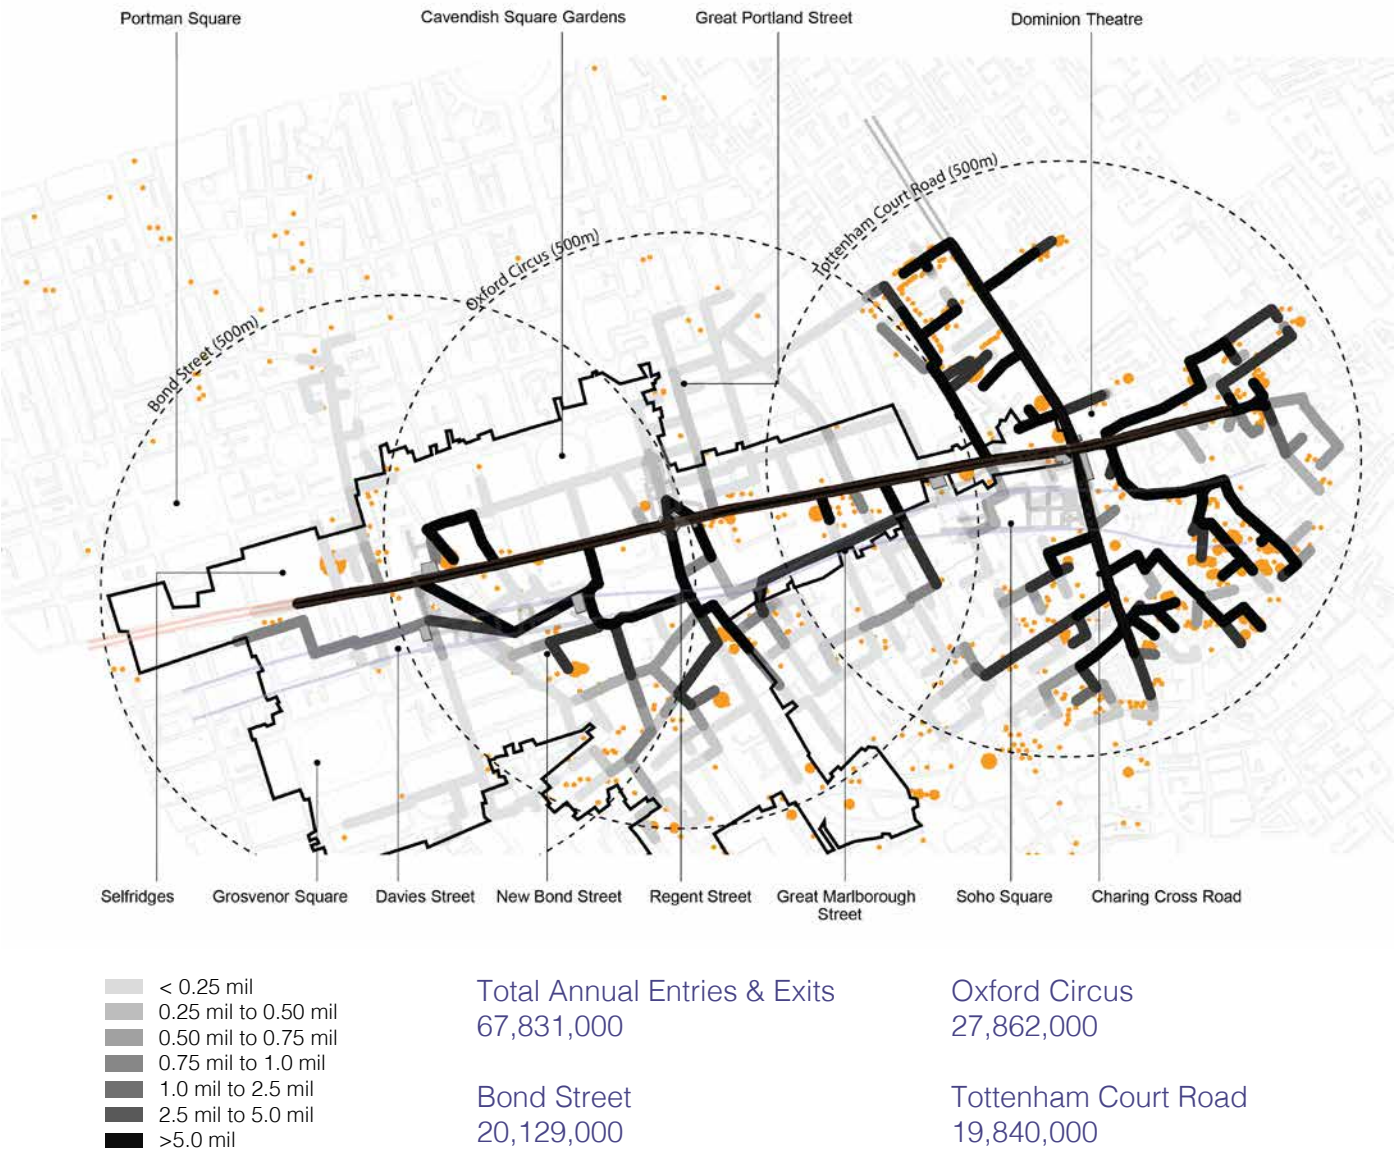 Portman Square
Cavendish Square Gardens
Great Portland Street
Dominion Theatre
Bond Street (500m)
Oxford Circus (500m)
Tottenham Court Road (500m)
Selfridges
Grosvenor Square
Davies Street
New Bond Street
Regent Street
Great Marlborough
Street
Soho Square
Charing Cross Road
< 0.25 mil
0.25 mil to 0.50 mil
0.50 mil to 0.75 mil
0.75 mil to 1.0 mil
1.0 mil to 2.5 mil
2.5 mil to 5.0 mil
>5.0 mil
Total Annual Entries & Exits
67,831,000
Bond Street
20,129,000
Oxford Circus
27,862,000
Tottenham Court Road
19,840,000